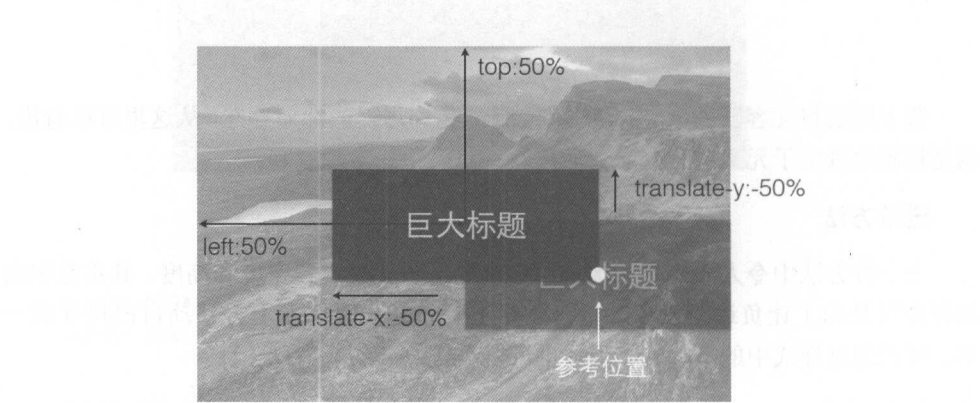 top:50%
translate-y:-50%
巨大标题
left:50%
标题
translate-x:-50%
参考位置